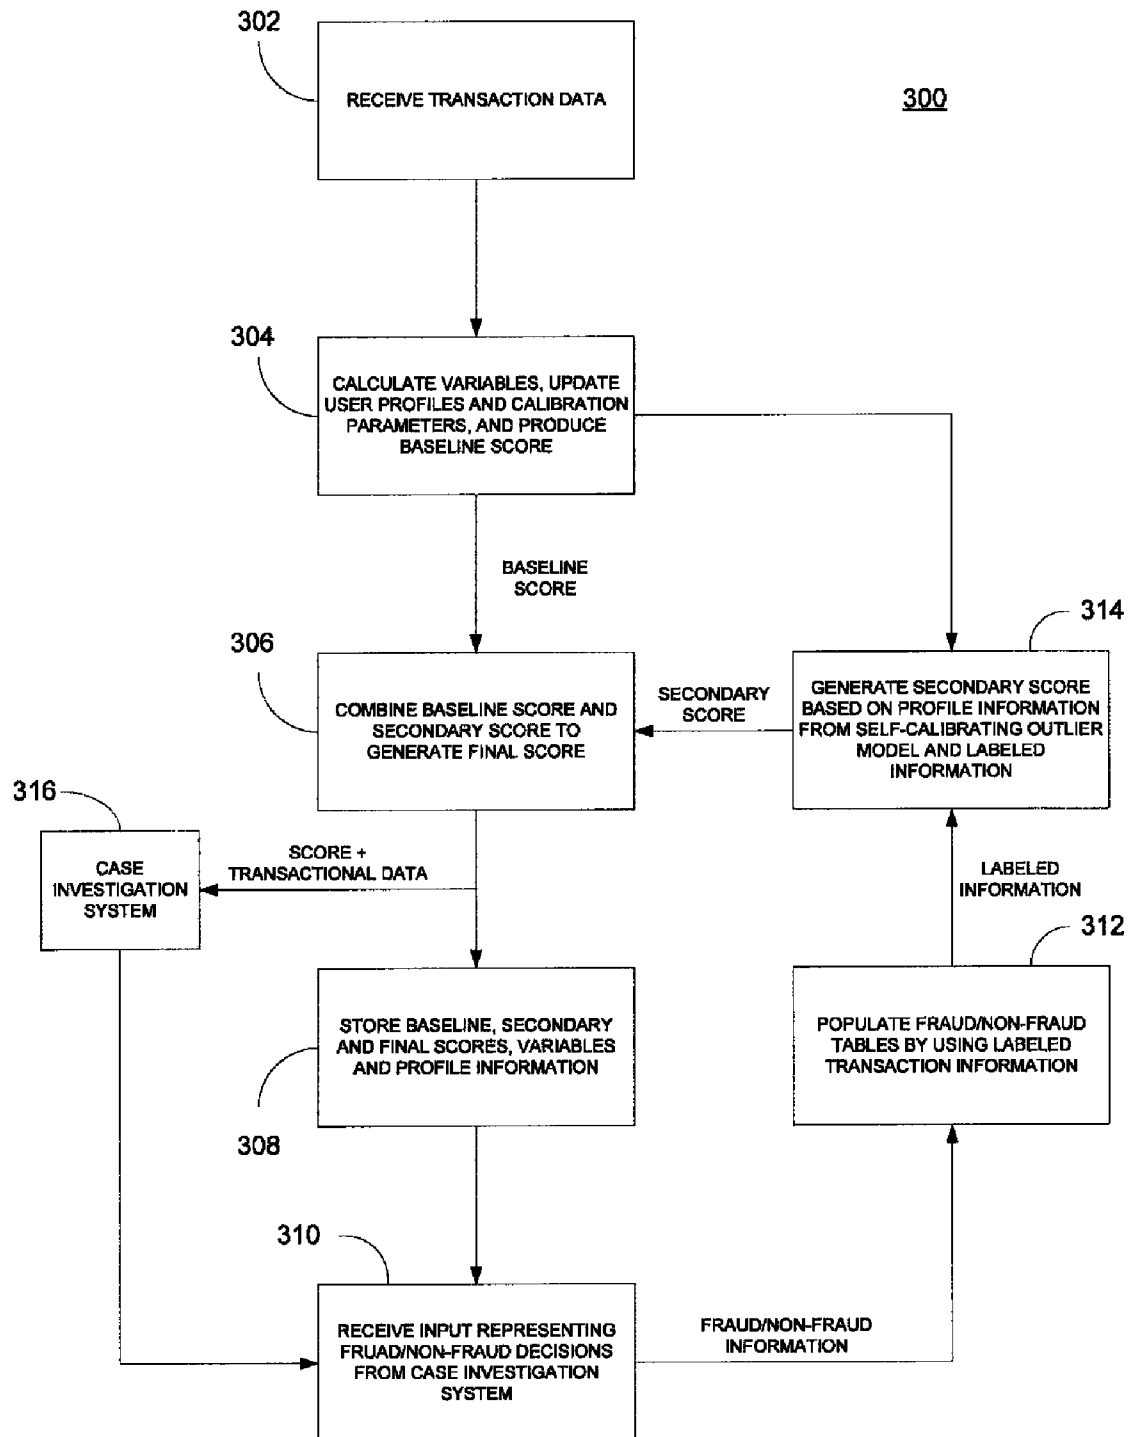 302
RECEIVE TRANSACTION DATA
300
304
CALCULATE VARIABLES, UPDATE
USER PROFILES AND CALIBRATION
PARAMETERS, AND PRODUCE
BASELINE SCORE
BASELINE
SCORE
314
306
COMBINE BASELINE SCORE AND
SECONDARY SCORE TO
GENERATE FINAL SCORE
SECONDARY
SCORE
GENERATE SECONDARY SCORE
BASED ON PROFILE INFORMATION
FROM SELF-CALIBRATING OUTLIER
MODEL AND LABELED
INFORMATION
316
CASE
INVESTIGATION
SYSTEM
SCORE +
TRANSACTIONAL DATA
LABELED
INFORMATION
312
STORE BASELINE, SECONDARY
AND FINAL SCORES, VARIABLES
AND PROFILE INFORMATION
POPULATE FRAUD/NON-FRAUD
TABLES BY USING LABELED
TRANSACTION INFORMATION
308
310
RECEIVE INPUT REPRESENTING
FRUAD/NON-FRAUD DECISIONS
FROM CASE INVESTIGATION
SYSTEM
FRAUD/NON-FRAUD
INFORMATION